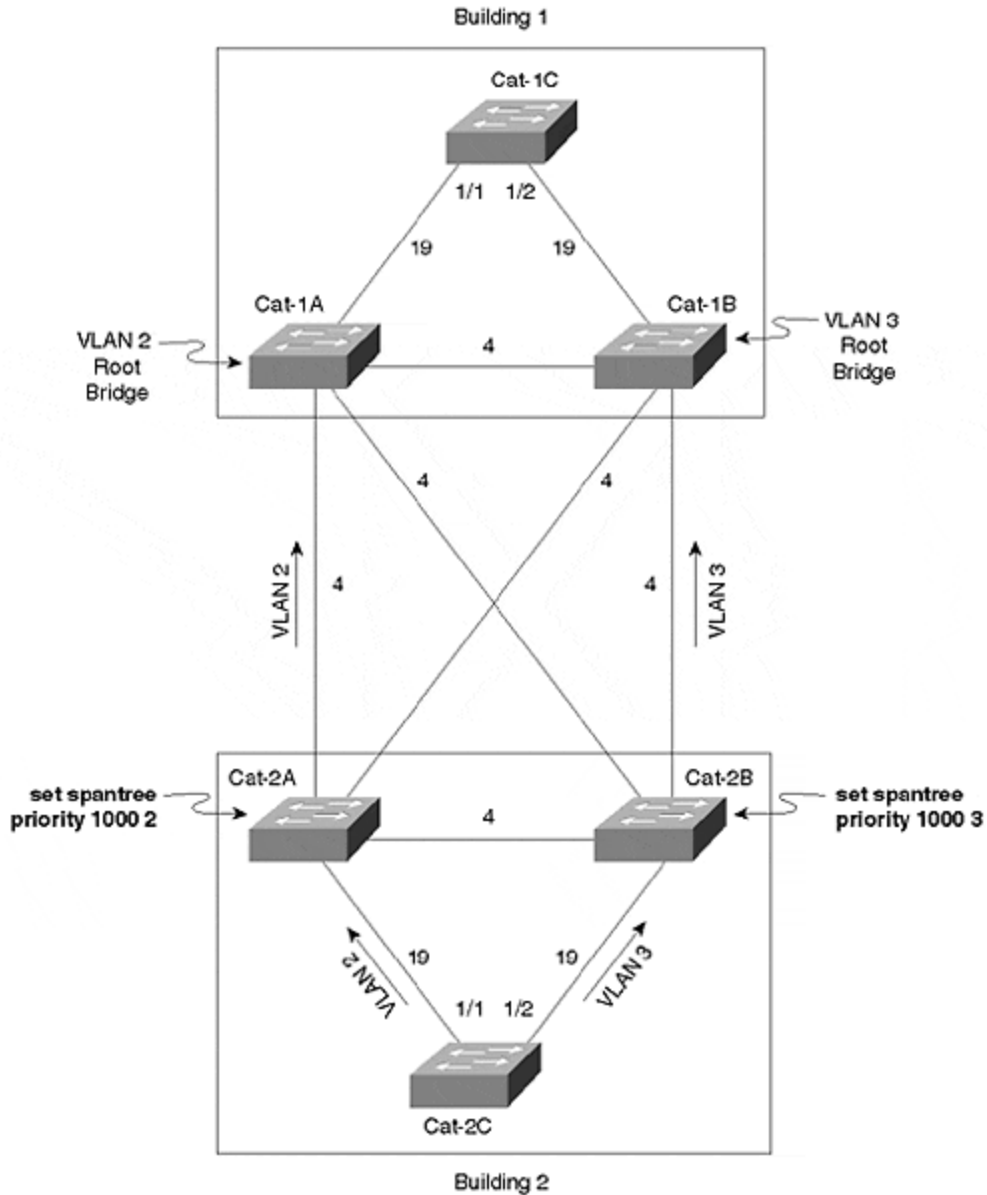 Building 1
Cat-1C
1/1 1/2
19 19
Cat-1A
Cat-1B
VLAN 2
Root
Bridge
4
VLAN 3
Root
Bridge
4 4
VLAN 2
4
4
VLAN 3
Cat-2A
Cat-2B
set spantree
priority 1000 2
4
set spantree
priority 1000 3
19 19
VLAN 2
VLAN 3
1/1 1/2
Cat-2C
Building 2